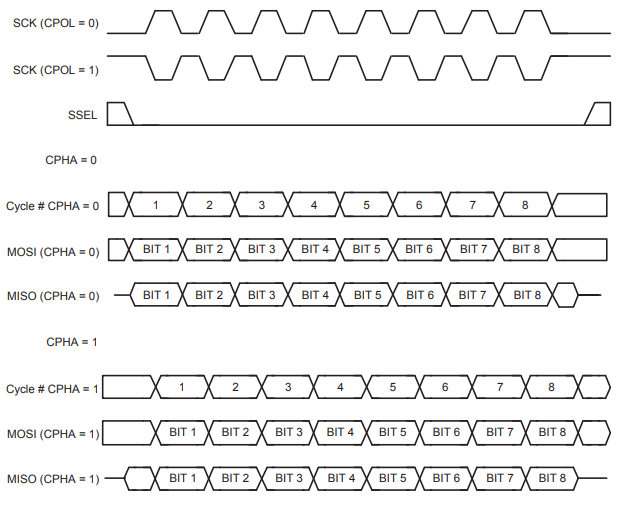 SCK (CPOL = 0)
SCK (CPOL = 1)
SSEL
CPHA = 0
Cycle # CPHA = 0 1 2 3 4 5 6 7 8
MOSI (CPHA = 0) BIT 1 BIT 2 BIT 3 BIT 4 BIT 5 BIT 6 BIT 7 BIT 8
MISO (CPHA = 0) BIT 1 BIT 2 BIT 3 BIT 4 BIT 5 BIT 6 BIT 7 BIT 8
CPHA = 1
Cycle # CPHA = 1 1 2 3 4 5 6 7 8
MOSI (CPHA = 1) BIT 1 BIT 2 BIT 3 BIT 4 BIT 5 BIT 6 BIT 7 BIT 8
MISO (CPHA = 1) BIT 1 BIT 2 BIT 3 BIT 4 BIT 5 BIT 6 BIT 7 BIT 8